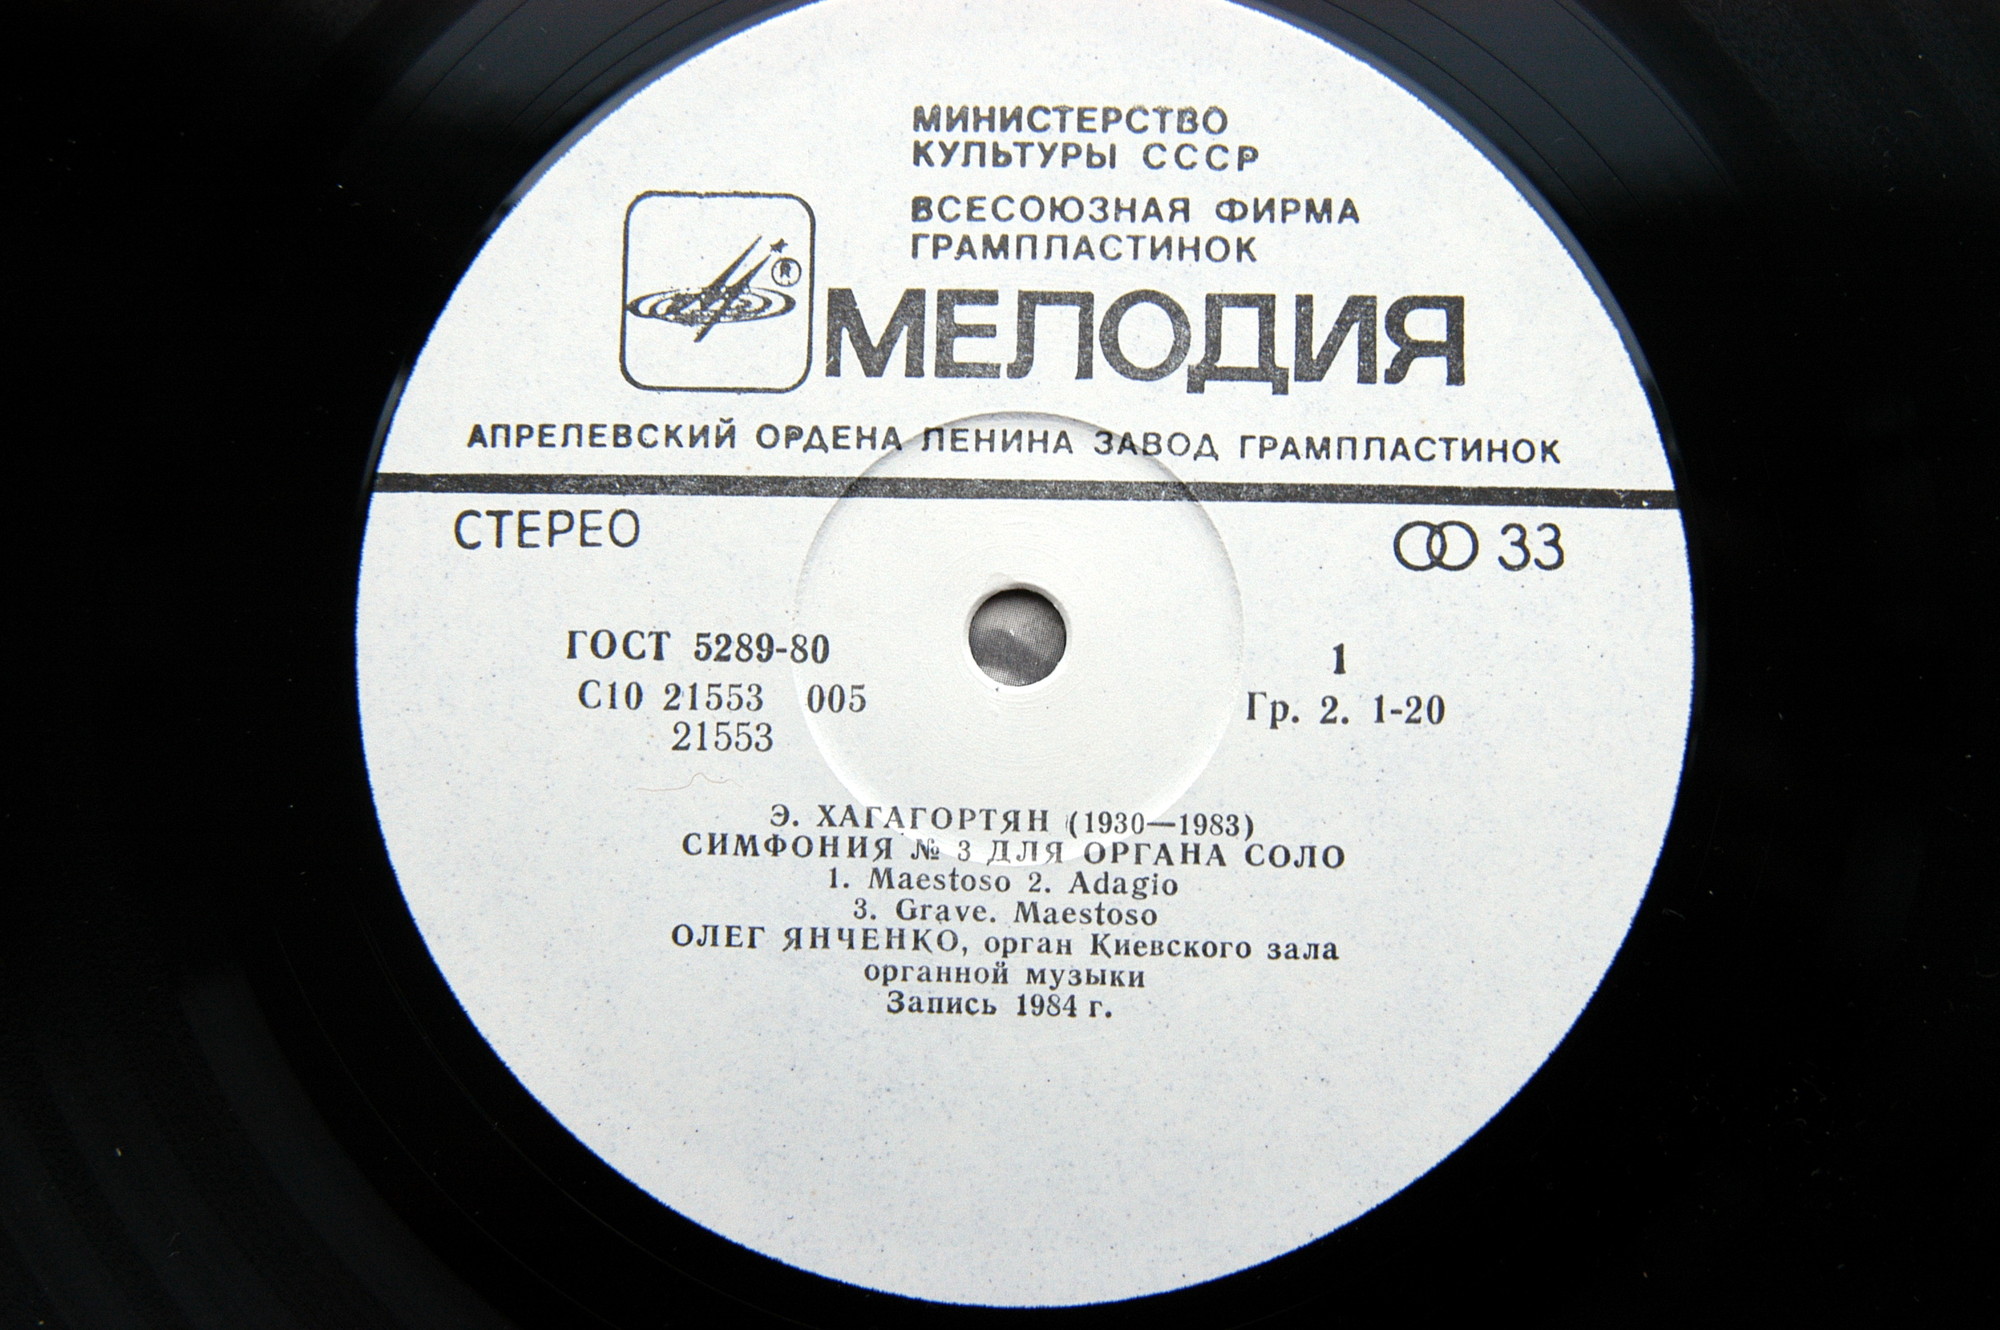 МИНИСТЕРСТВО
КУЛЬТУРЫ СССР
ВСЕСОЮЗНАЯ ФИРМА
ГРАМПЛАСТИНОК
®
МЕЛОДИЯ
АПРЕЛЕВСКИЙ ОРДЕНА ЛЕНИНА ЗАВОД ГРАМПЛАСТИНОК
СТЕРЕО
33
ГОСТ 5289-80
1
С10 21553 005
Гр. 2. 1-20
21553
Э. ХАГАГОРТЯН (1930—1983)
СИМФОНИЯ № 3 ДЛЯ ОРГАНА СОЛО
1. Maestoso 2. Adagio
3. Grave. Maestoso
ОЛЕГ ЯНЧЕНКО, орган Киевского зала
органной музыки
Запись 1984 г.